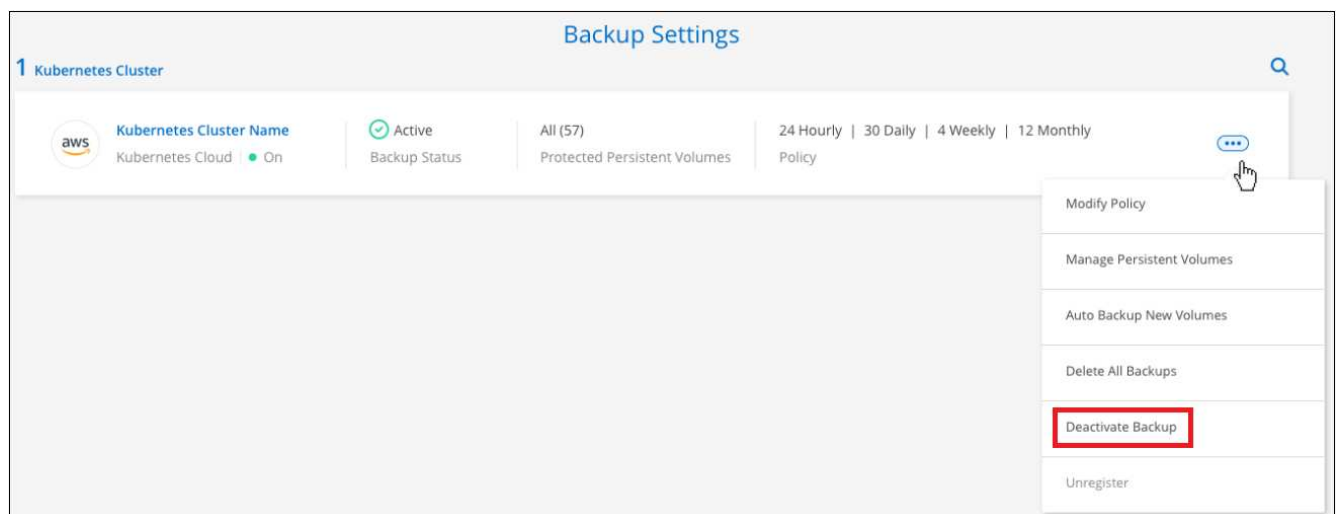 Backup Settings
1 Kubernetes Cluster
aws
Kubernetes Cluster Name
Kubernetes Cloud | On
Active
Backup Status
All (57)
Protected Persistent Volumes
24 Hourly | 30 Daily | 4 Weekly | 12 Monthly
Policy
Modify Policy
Manage Persistent Volumes
Auto Backup New Volumes
Delete All Backups
Deactivate Backup
Unregister